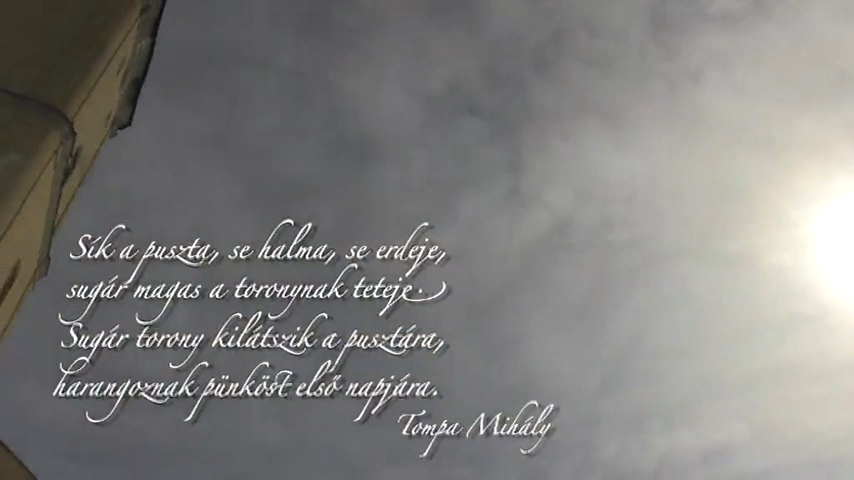 Sík a puszta, se halma, se erdeje,
sugár magas a toronynak teteje.
Sugár torony kilátszik a pusztára,
harangoznak pünköst első napjára.
Tompa Mihály